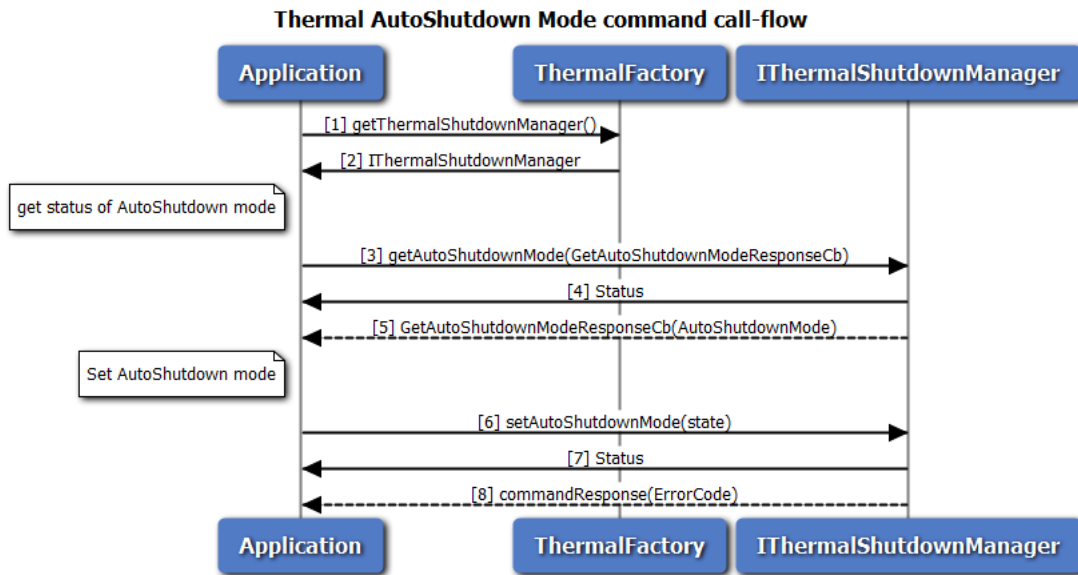 Thermal AutoShutdown Mode command call-flow
Application
ThermalFactory
IThermalShutdownManager
[1] getThermalShutdownManager()
[2] IThermalShutdownManager
get status of AutoShutdown mode
[3] getAutoShutdownMode(GetAutoShutdownModeResponseCb)
[4] Status
[5] GetAutoShutdownModeResponseCb(AutoShutdownMode)
Set AutoShutdown mode
[6] setAutoShutdownMode(state)
[7] Status
[8] commandResponse(ErrorCode)
Application
ThermalFactory
IThermalShutdownManager